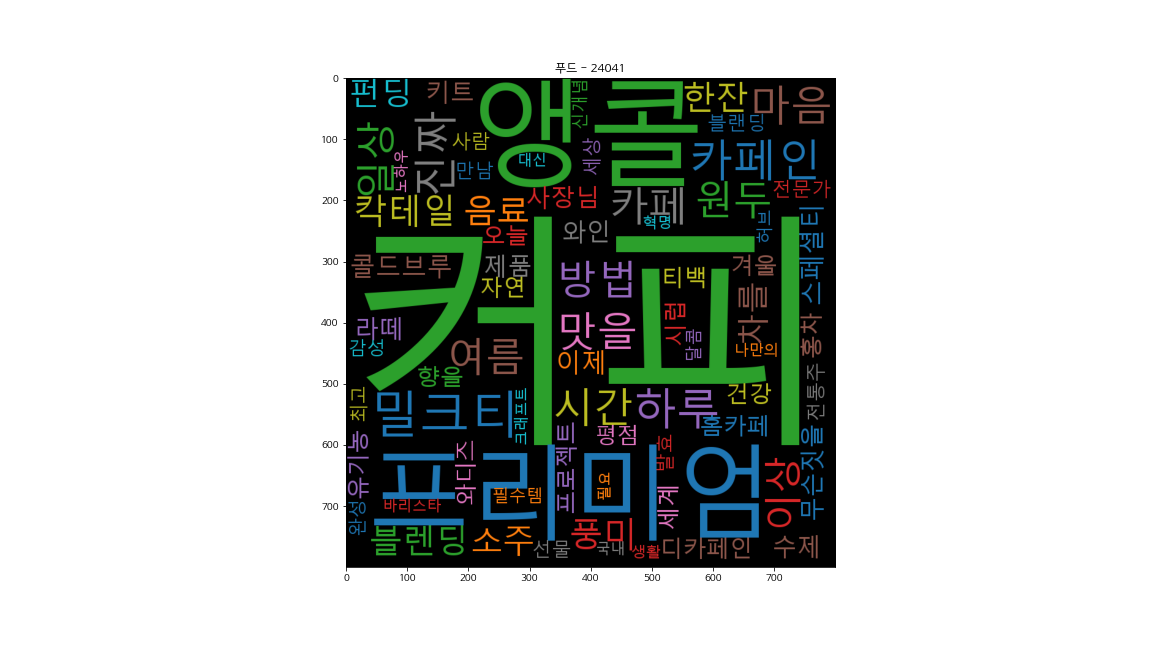 푸드 - 24041
0
100
200
300
400
500
600
700
0
100
200
300
400
500
600
700
펀딩
키트
앵콜
신개념
한잔
마음
블랜딩
일상
진짜
사람
노하우
만남
대신
세상
카페인
전문가
칵테일
음료
사장님
카페
원두
혁명
허브
스페셜티
오늘
와인
커피
콜드브루
제품
자연
방법
티백
겨울
차를
라떼
감성
여름
맛을
시럽
달콤
나만의
홍차
이제
향을
최고
밀크티
크래프트
시간
하루
건강
전통주
홈카페
평점
프로젝트
발효
무슨짓을
유기농
와디즈
프리미엄
필수템
필요
세계
이상
완성
바리스타
블렌딩
소주
풍미
선물
국내
생활
디카페인
수제